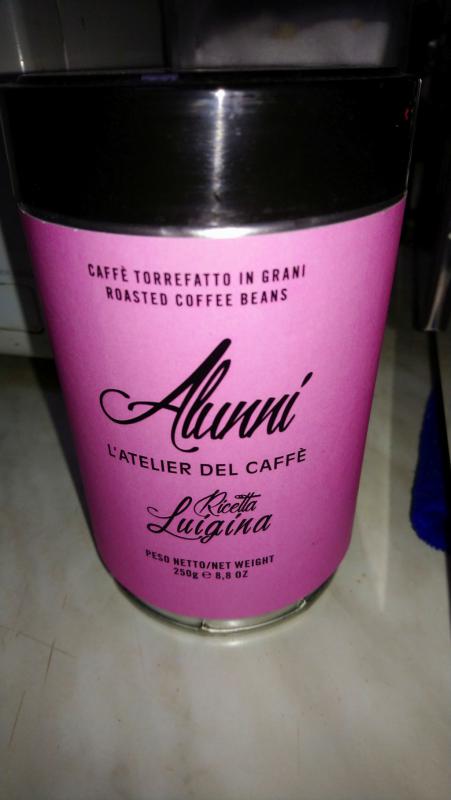 CAFFÈ TORREFATTO IN GRANI
ROASTED COFFEE BEANS
Alunni
L'ATELIER DEL CAFFÈ
Ricetta
Luigina
PESO NETTO/NET WEIGHT
250g ℮ 8,8 OZ